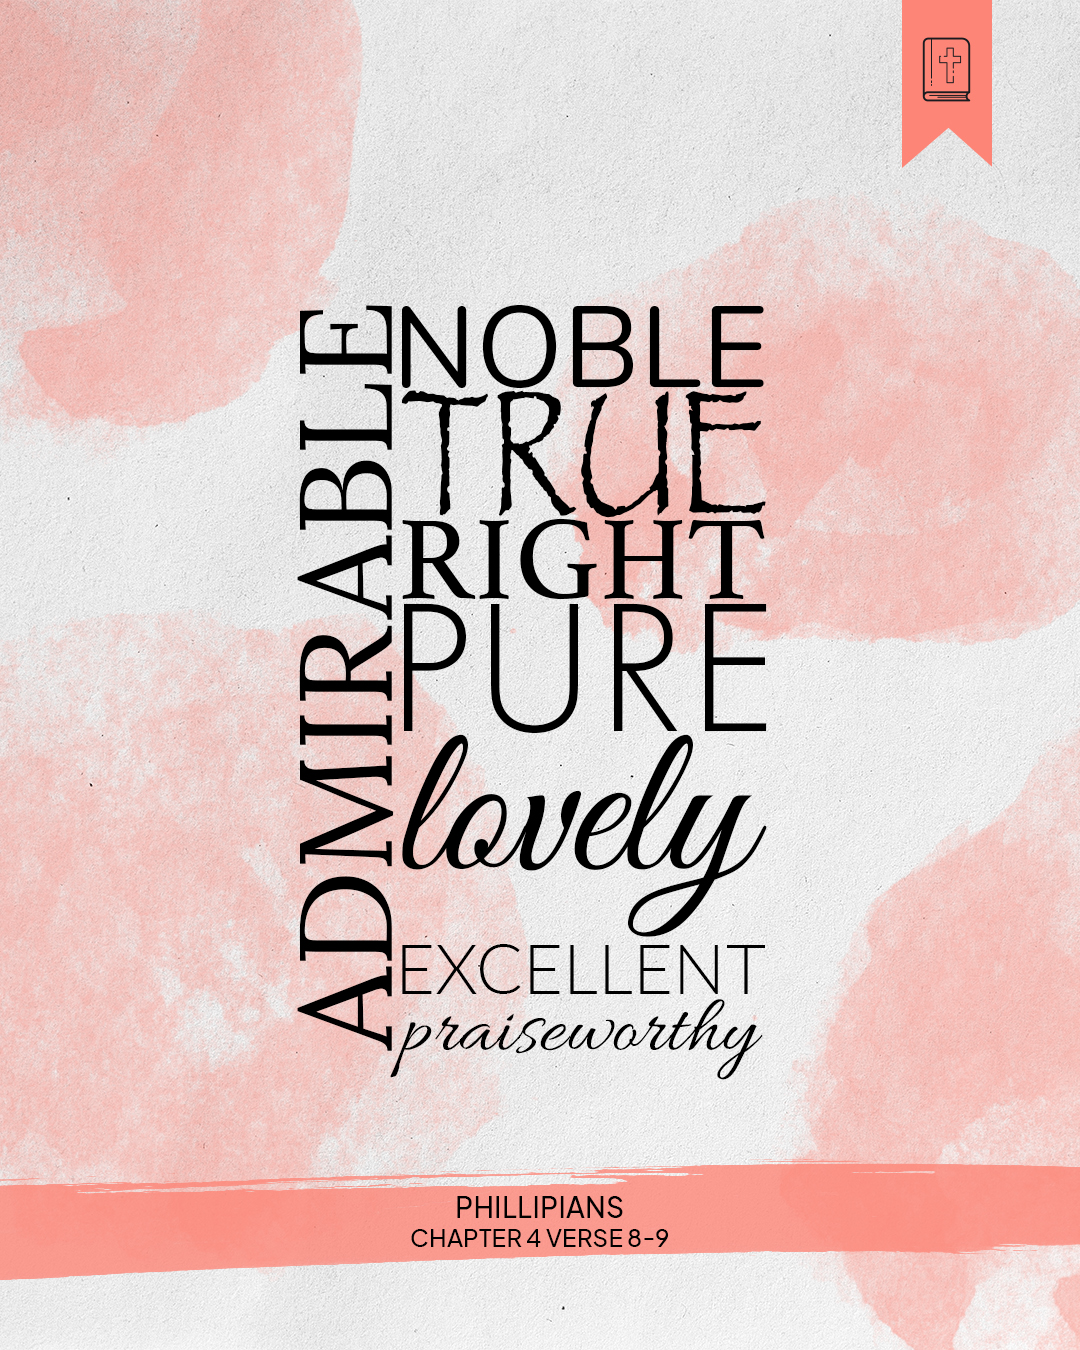 ADMIRABLE
NOBLE
TRUE
RIGHT
PURE
lovely
EXCELLENT
praiseworthy
PHILLIPIANS
CHAPTER 4 VERSE 8-9